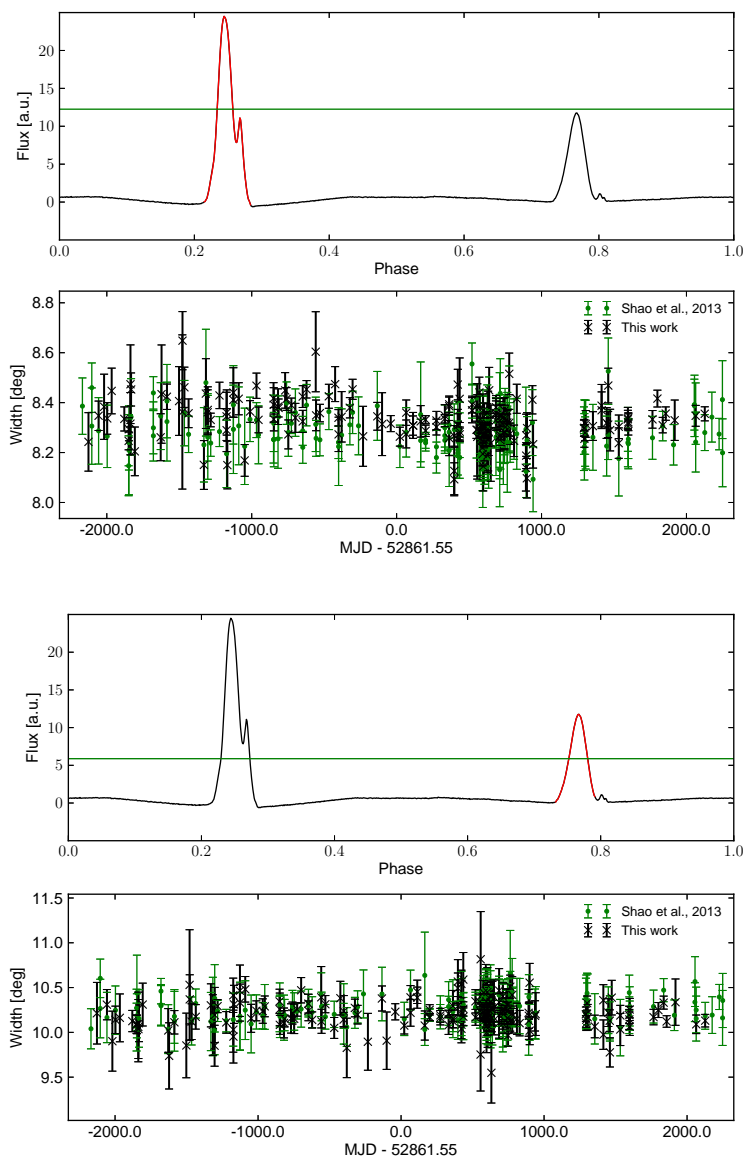 20
15
10
5
0
Flux [a.u.]
0.0 0.2 0.4 0.6 0.8 1.0
Phase
8.8
8.6
8.4
8.2
8.0
Width [deg]
Shao et al., 2013
This work
-2000.0 -1000.0 0.0 1000.0 2000.0
MJD - 52861.55
20
15
10
5
0
Flux [a.u.]
0.0 0.2 0.4 0.6 0.8 1.0
Phase
11.5
11.0
10.5
10.0
9.5
Width [deg]
Shao et al., 2013
This work
-2000.0 -1000.0 0.0 1000.0 2000.0
MJD - 52861.55